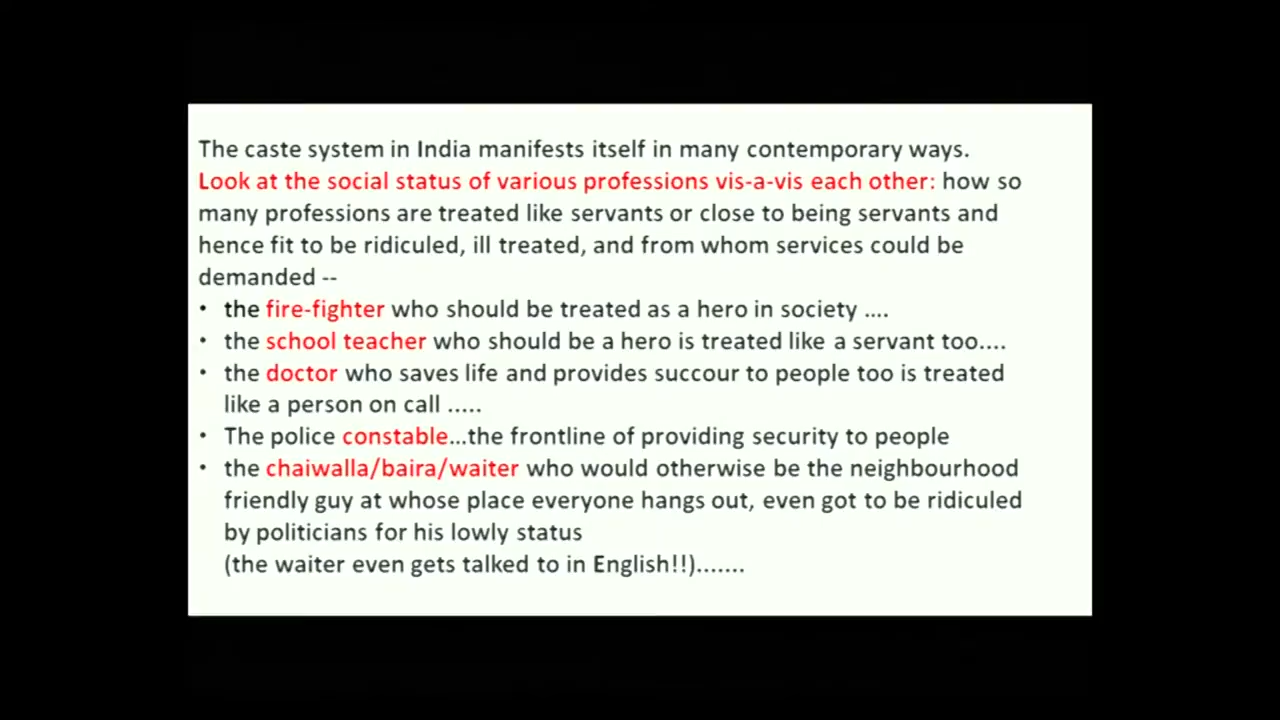 The caste system in India manifests itself in many contemporary ways.
Look at the social status of various professions vis-a-vis each other: how so
many professions are treated like servants or close to being servants and
hence fit to be ridiculed, ill treated, and from whom services could be
demanded --
• the fire-fighter who should be treated as a hero in society ....
• the school teacher who should be a hero is treated like a servant too....
• the doctor who saves life and provides succour to people too is treated
like a person on call .....
• The police constable...the frontline of providing security to people
• the chaiwalla/baira/waiter who would otherwise be the neighbourhood
friendly guy at whose place everyone hangs out, even got to be ridiculed
by politicians for his lowly status
(the waiter even gets talked to in English!!).......